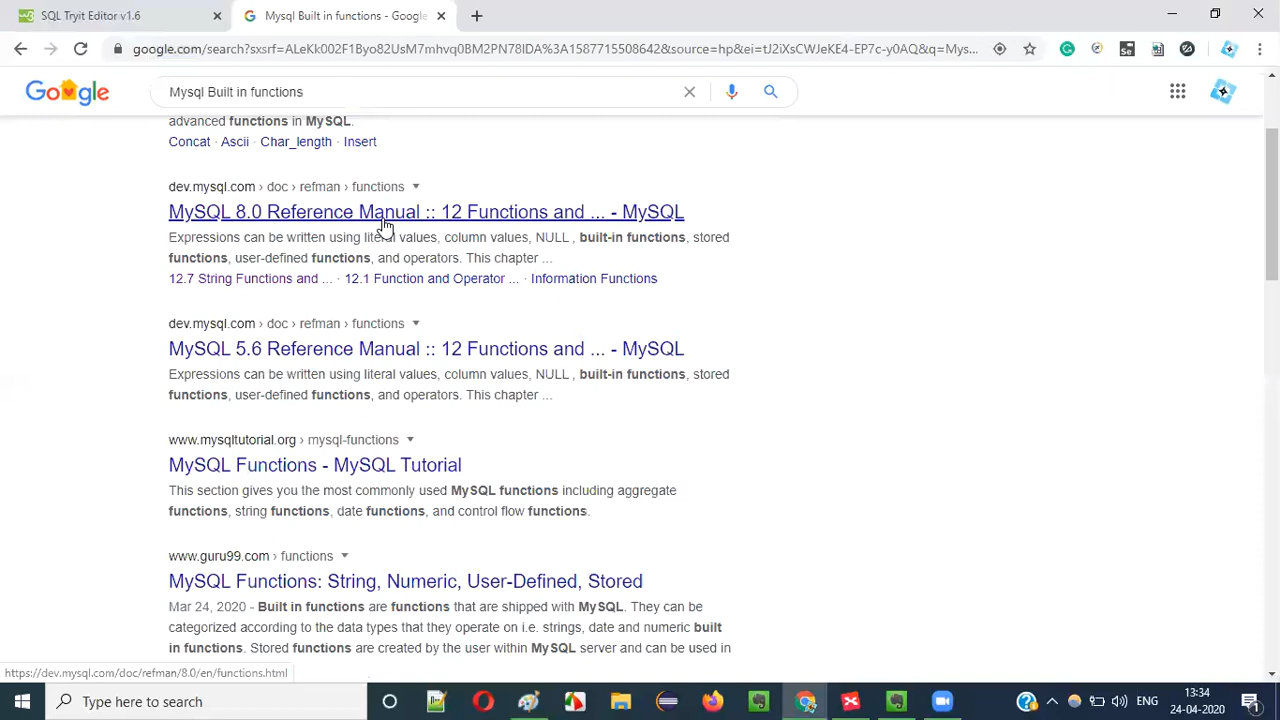 SQL Tryit Editor v1.6
Mysql Built in functions - Google
google.com/search?sxsrf=ALeKk002F1Byo82UsM7mhvq0BM2PN78lDA%3A1587715508642&source=hp&ei=tJ2iXsCWJeKE4-EP7c-y0AQ&q=Mys...
Google
Mysql Built in functions
advanced functions in MySQL.
Concat · Ascii · Char_length · Insert
dev.mysql.com › doc › refman › functions
MySQL 8.0 Reference Manual :: 12 Functions and ... - MySQL
Expressions can be written using literal values, column values, NULL , built-in functions, stored
functions, user-defined functions, and operators. This chapter ...
12.7 String Functions and ... · 12.1 Function and Operator ... · Information Functions
dev.mysql.com › doc › refman › functions
MySQL 5.6 Reference Manual :: 12 Functions and ... - MySQL
Expressions can be written using literal values, column values, NULL , built-in functions, stored
functions, user-defined functions, and operators. This chapter ...
www.mysqltutorial.org › mysql-functions
MySQL Functions - MySQL Tutorial
This section gives you the most commonly used MySQL functions including aggregate
functions, string functions, date functions, and control flow functions.
www.guru99.com › functions
MySQL Functions: String, Numeric, User-Defined, Stored
Mar 24, 2020 - Built in functions are functions that are shipped with MySQL. They can be
categorized according to the data types that they operate on i.e. strings, date and numeric built
in functions. Stored functions are created by the user within MySQL server and can be used in
https://dev.mysql.com/doc/refman/8.0/en/functions.html
Type here to search
ENG
13:34
24-04-2020